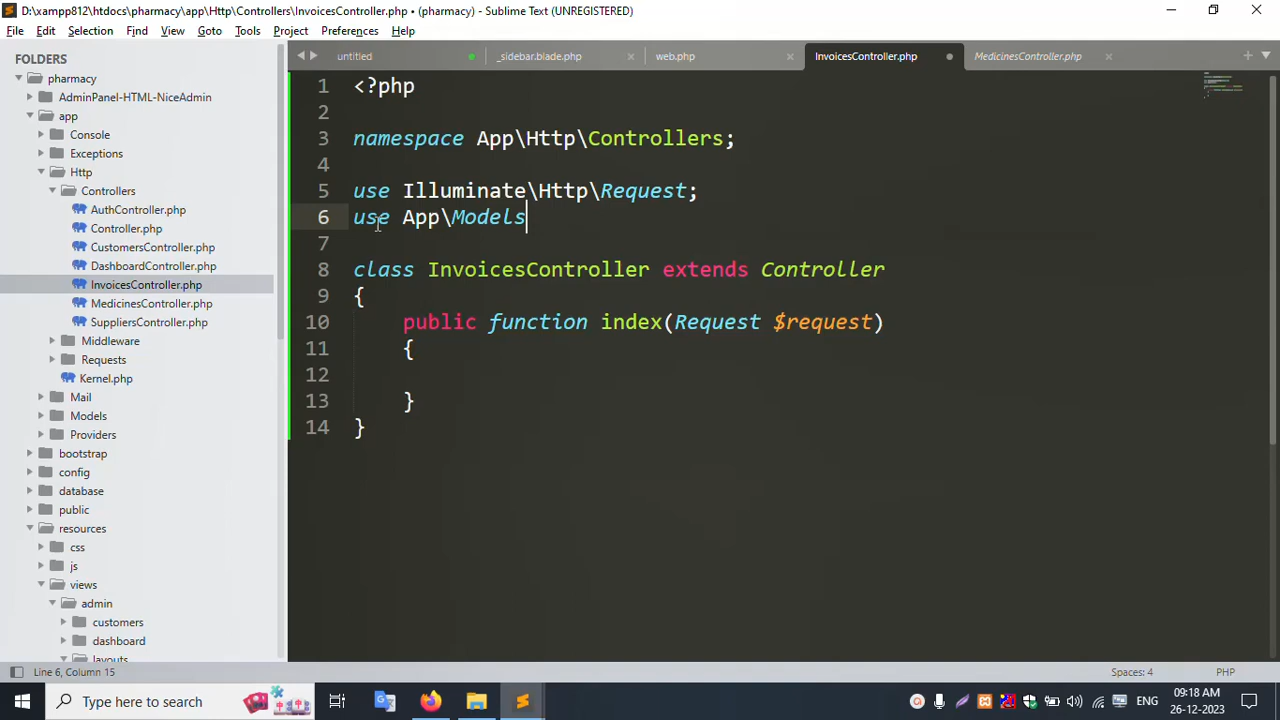 D:\xampp812\htdocs\pharmacy\app\Http\Controllers\InvoicesController.php • (pharmacy) - Sublime Text (UNREGISTERED)
File Edit Selection Find View Goto Tools Project Preferences Help
FOLDERS
pharmacy
AdminPanel-HTML-NiceAdmin
app
Console
Exceptions
Http
Controllers
AuthController.php
Controller.php
CustomersController.php
DashboardController.php
InvoicesController.php
MedicinesController.php
SuppliersController.php
Middleware
Requests
Kernel.php
Mail
Models
Providers
bootstrap
config
database
public
resources
css
js
views
admin
customers
dashboard
layouts
untitled _sidebar.blade.php web.php InvoicesController.php MedicinesController.php
1 <?php
2
3 namespace App\Http\Controllers;
4
5 use Illuminate\Http\Request;
6 use App\Models
7
8 class InvoicesController extends Controller
9 {
10 public function index(Request $request)
11 {
12
13 }
14 }
Line 6, Column 15 Spaces: 4 PHP
Type here to search
ENG
09:18 AM
26-12-2023